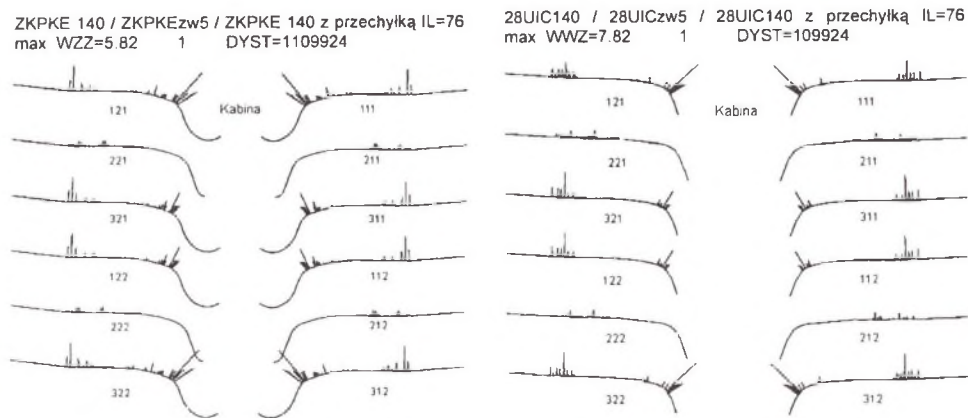 ZKPKE 140 / ZKPKEzw5 / ZKPKE 140 z przechyłką IL=76
max WZZ=5.82 1 DYST=1109924
121 Kabina 111
221 211
321 311
122 112
222 212
322 312
28UIC140 / 28UICzw5 / 28UIC140 z przechyłką IL=76
max WWZ=7.82 1 DYST=109924
121 Kabina 111
221 211
321 311
122 112
222 212
322 312